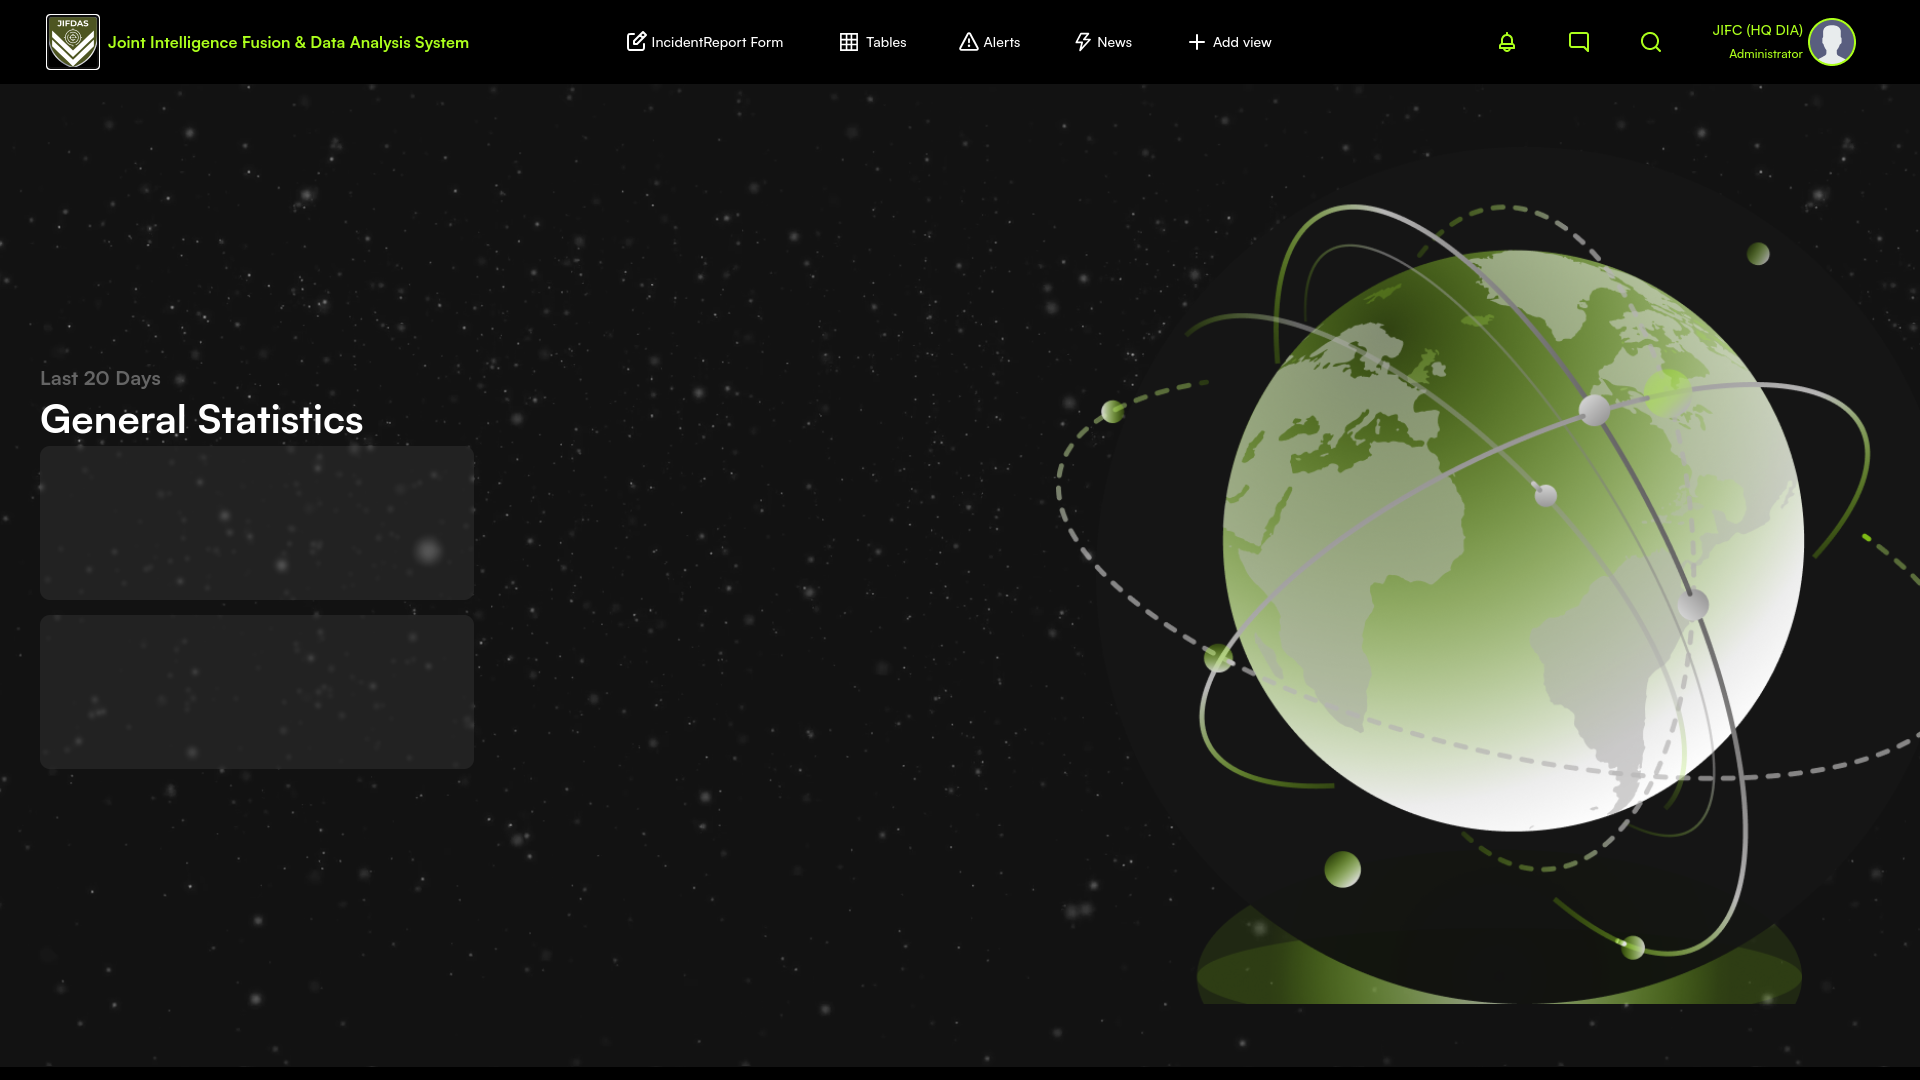 JIFDAS
Joint Intelligence Fusion & Data Analysis System
IncidentReport Form
Tables
Alerts
News
Add view
JIFC (HQ DIA)
Administrator
Last 20 Days
General Statistics